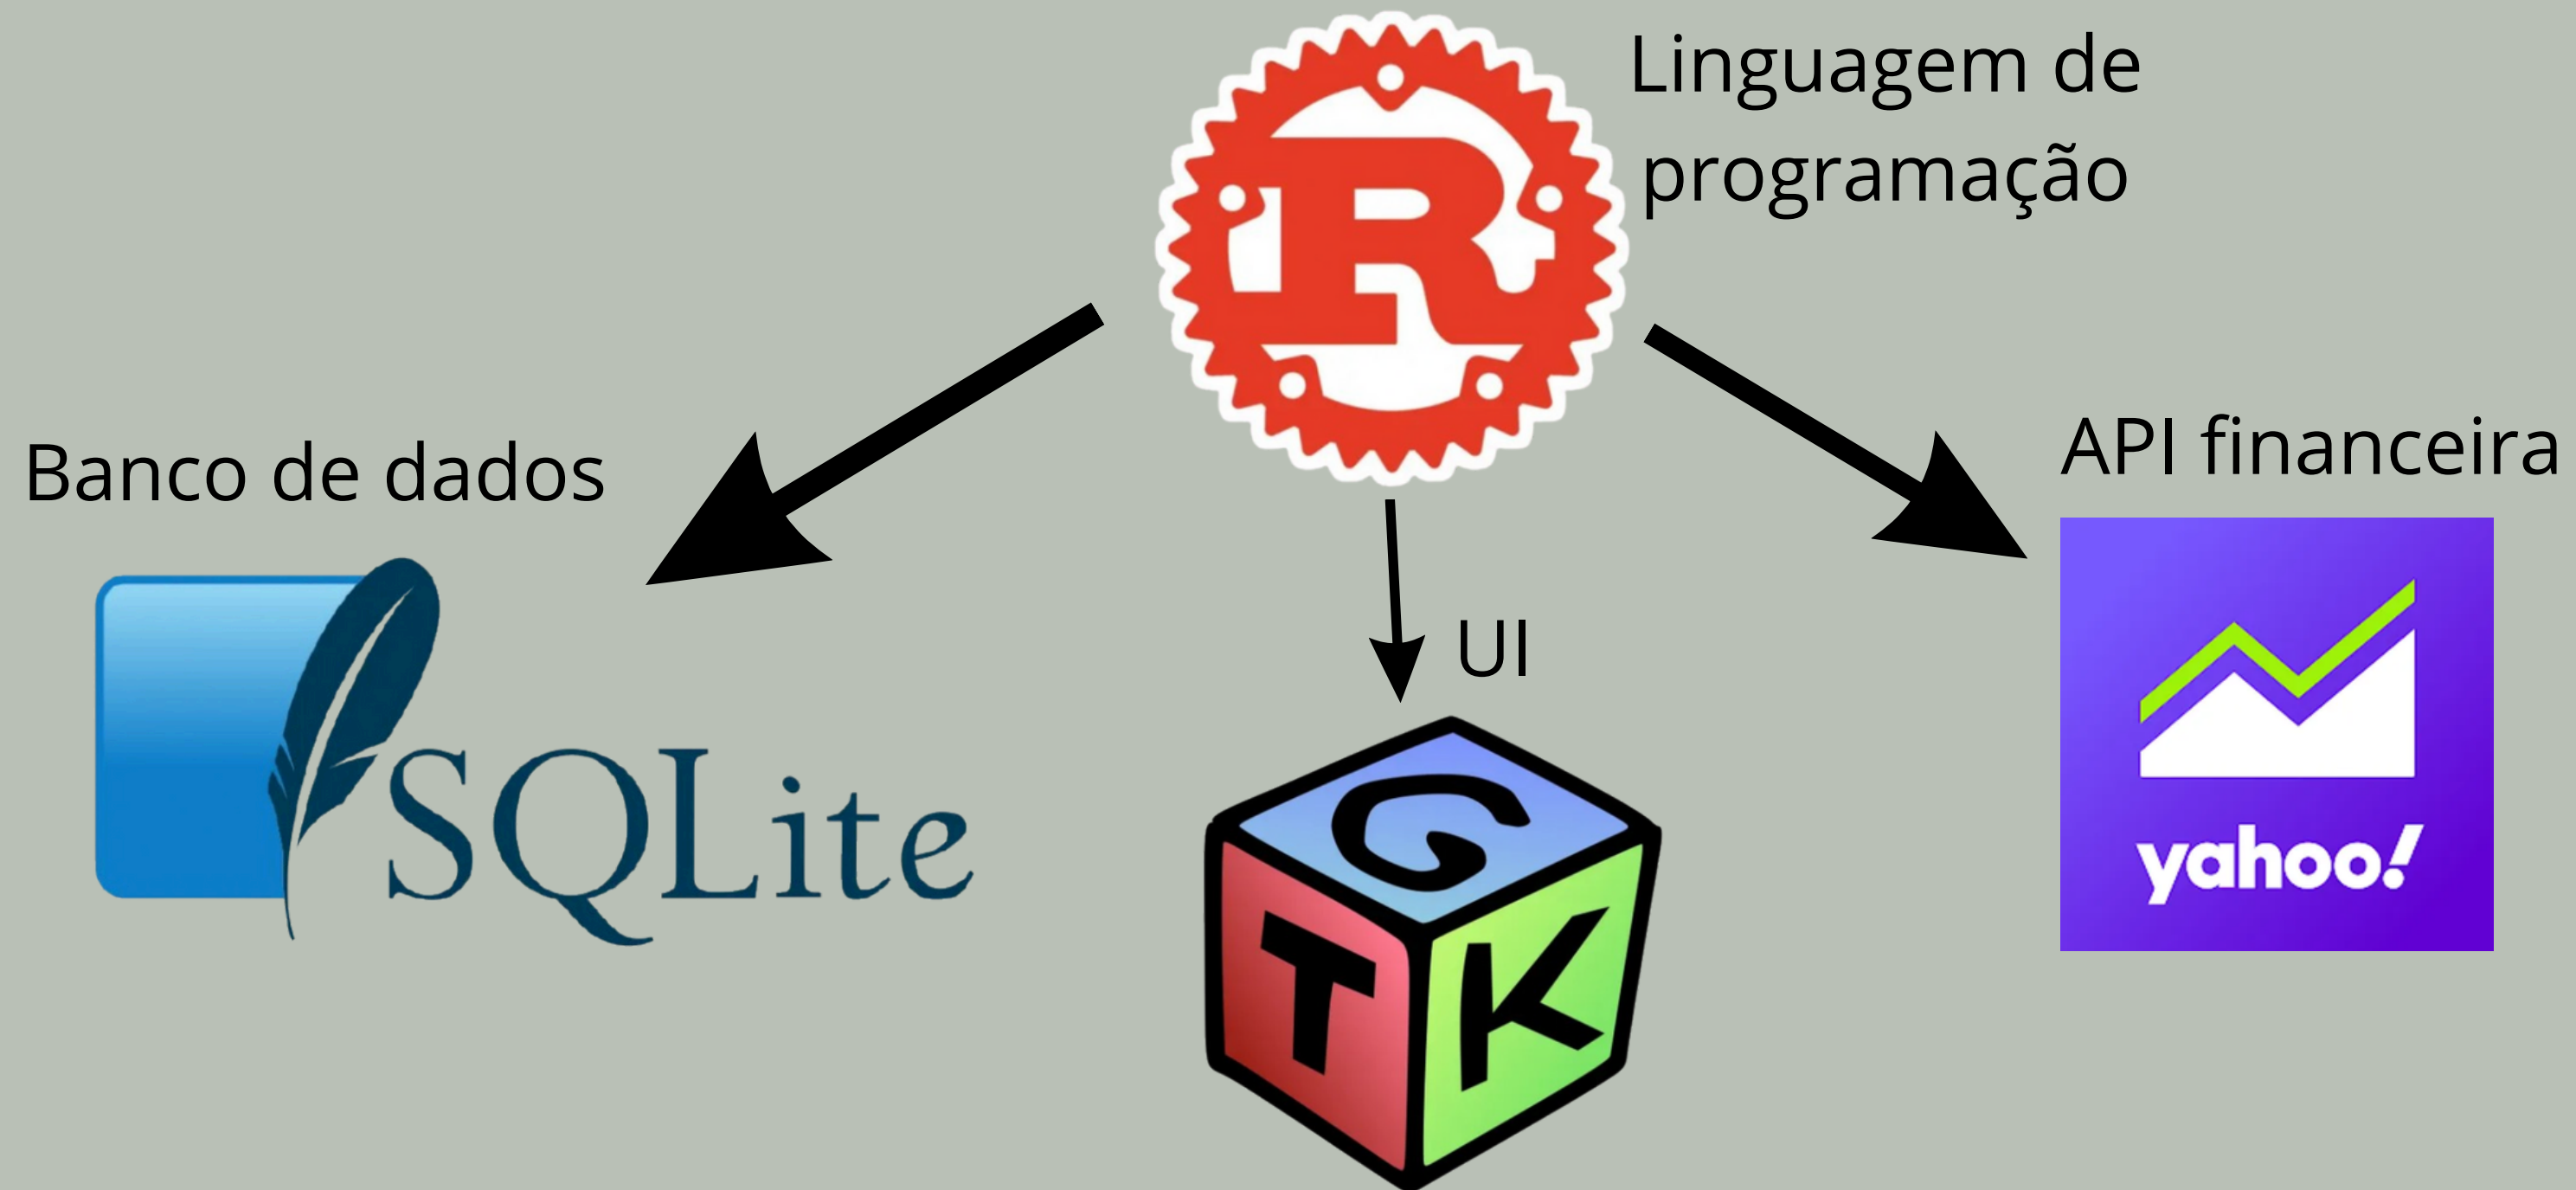 Linguagem de
programação
R
Banco de dados
API financeira
UI
SQLite
yahoo!
G
T K